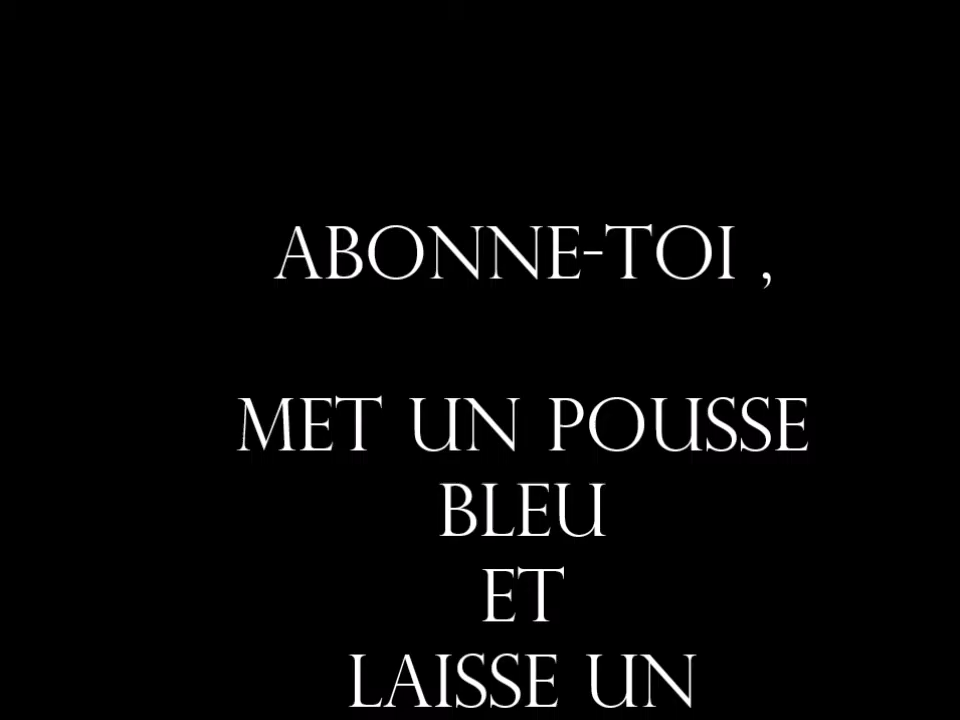 ABONNE-TOI ,
MET UN POUSSE
BLEU
ET
LAISSE UN